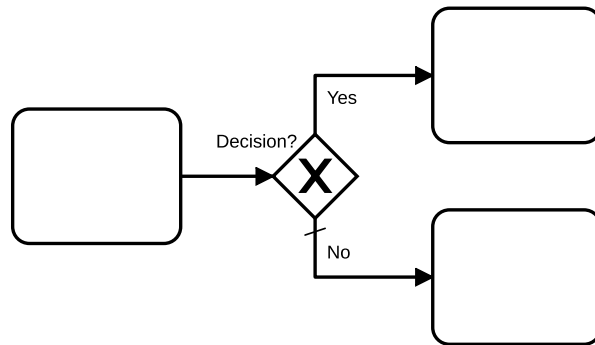 Yes
Decision?
X
No